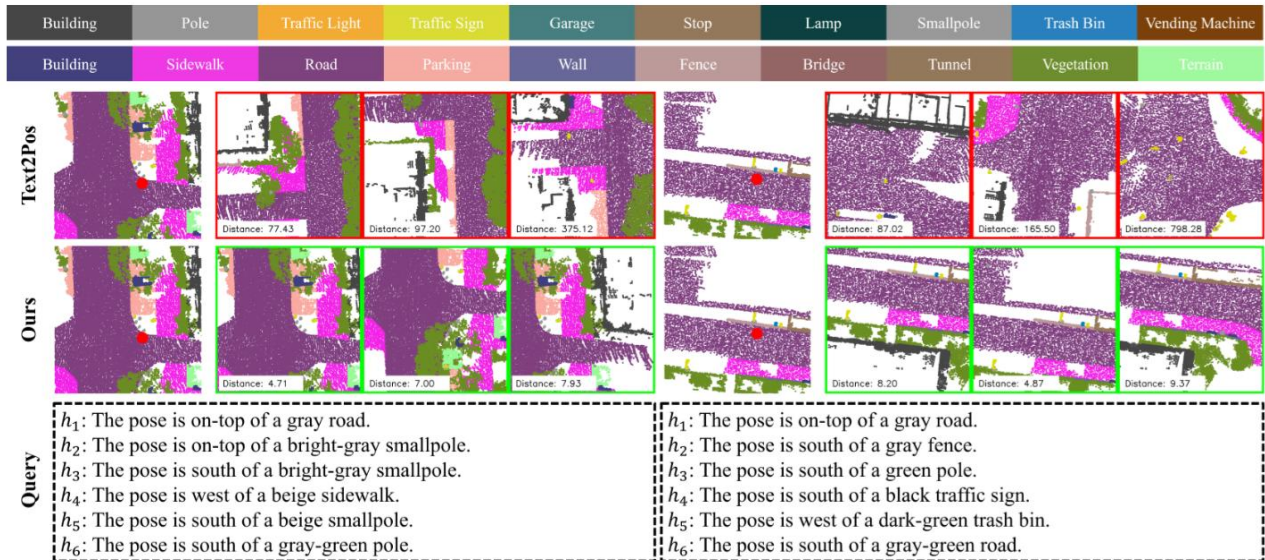 Building Pole Traffic Light Traffic Sign Garage Stop Lamp Smallpole Trash Bin Vending Machine
Building Sidewalk Road Parking Wall Fence Bridge Tunnel Vegetation Terrain
Text2Pos
Distance: 77.43 Distance: 97.20 Distance: 375.12 Distance: 87.02 Distance: 165.50 Distance: 798.28
Ours
Distance: 4.71 Distance: 7.00 Distance: 7.93 Distance: 8.20 Distance: 4.87 Distance: 9.37
Query
h₁: The pose is on-top of a gray road.
h₂: The pose is on-top of a bright-gray smallpole.
h₃: The pose is south of a bright-gray smallpole.
h₄: The pose is west of a beige sidewalk.
h₅: The pose is south of a beige smallpole.
h₆: The pose is south of a gray-green pole.
h₁: The pose is on-top of a gray road.
h₂: The pose is south of a gray fence.
h₃: The pose is south of a green pole.
h₄: The pose is south of a black traffic sign.
h₅: The pose is west of a dark-green trash bin.
h₆: The pose is south of a gray-green road.